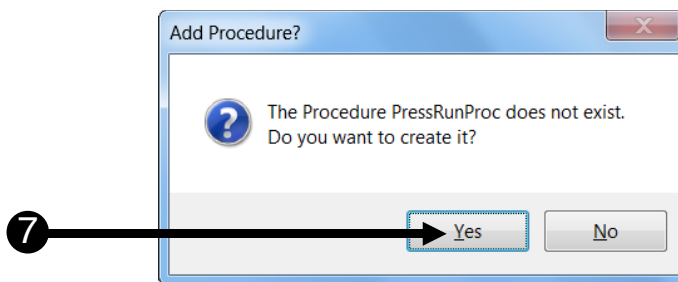 Add Procedure?
The Procedure PressRunProc does not exist.
Do you want to create it?
7
Yes
No